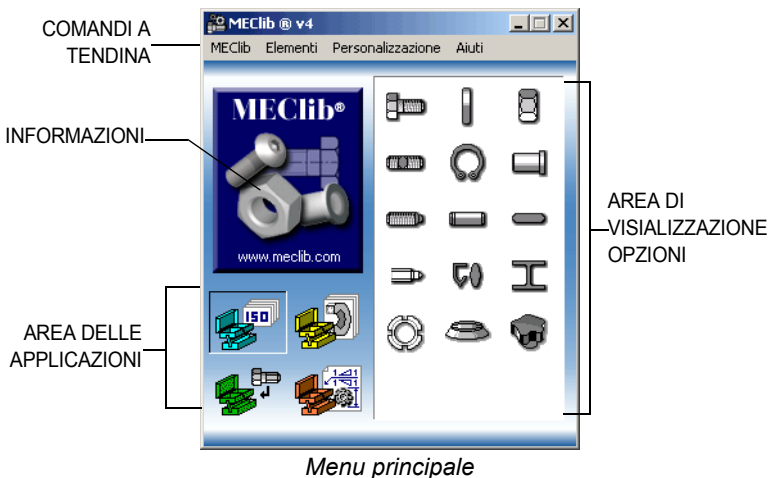 MEClib ® v4
MEClib Elementi Personalizzazione Aiuti
COMANDI A
TENDINA
MEClib®
INFORMAZIONI
www.meclib.com
AREA DI
VISIALIZZAZIONE
OPZIONI
ISO
AREA DELLE
APPLICAZIONI
Menu principale